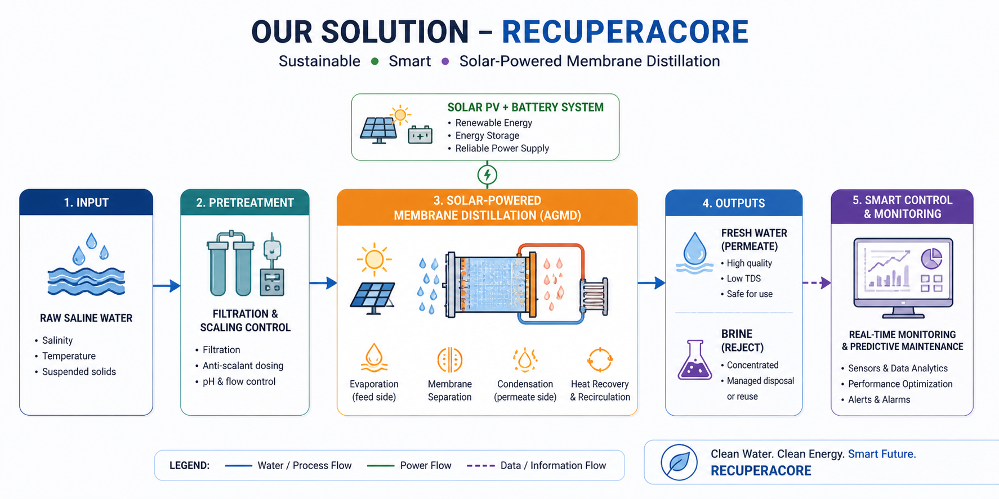 OUR SOLUTION – RECUPERACORE
Sustainable ● Smart ● Solar-Powered Membrane Distillation
SOLAR PV + BATTERY SYSTEM
• Renewable Energy
• Energy Storage
• Reliable Power Supply
1. INPUT
RAW SALINE WATER
• Salinity
• Temperature
• Suspended solids
2. PRETREATMENT
FILTRATION &
SCALING CONTROL
• Filtration
• Anti-scalant dosing
• pH & flow control
3. SOLAR-POWERED
MEMBRANE DISTILLATION (AGMD)
Evaporation
(feed side)
Membrane
Separation
Condensation
(permeate side)
Heat Recovery
& Recirculation
4. OUTPUTS
FRESH WATER
(PERMEATE)
• High quality
• Low TDS
• Safe for use
BRINE
(REJECT)
• Concentrated
• Managed disposal
or reuse
5. SMART CONTROL
& MONITORING
REAL-TIME MONITORING
& PREDICTIVE MAINTENANCE
• Sensors & Data Analytics
• Performance Optimization
• Alerts & Alarms
LEGEND: Water / Process Flow Power Flow Data / Information Flow
Clean Water. Clean Energy. Smart Future.
RECUPERACORE